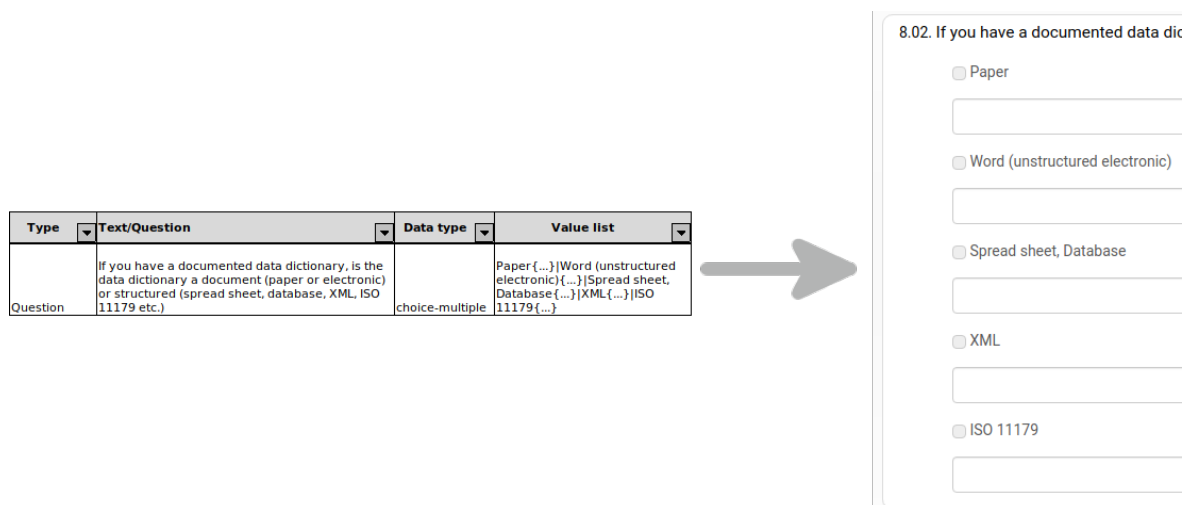 Type Text/Question Data type Value list
If you have a documented data dictionary, is the
data dictionary a document (paper or electronic)
or structured (spread sheet, database, XML, ISO
11179 etc.)
Question
choice-multiple
Paper{...}|Word (unstructured
electronic){...}|Spread sheet,
Database{...}|XML{...}|ISO
11179{...}
8.02. If you have a documented data dic
Paper
Word (unstructured electronic)
Spread sheet, Database
XML
ISO 11179